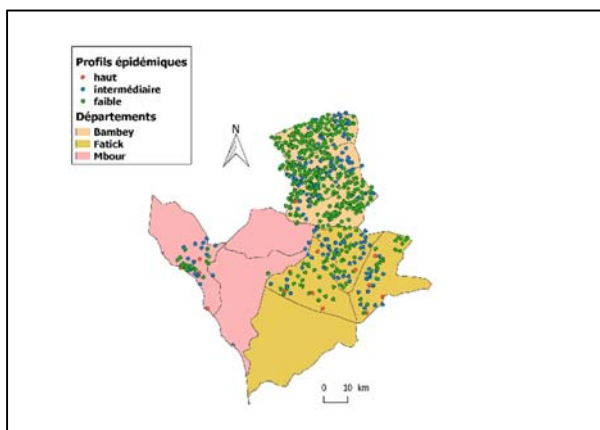 Profils épidémiques
haut
intermédiaire
faible
Départements
Bambey
Fatick
Mbour
N
0 10 km